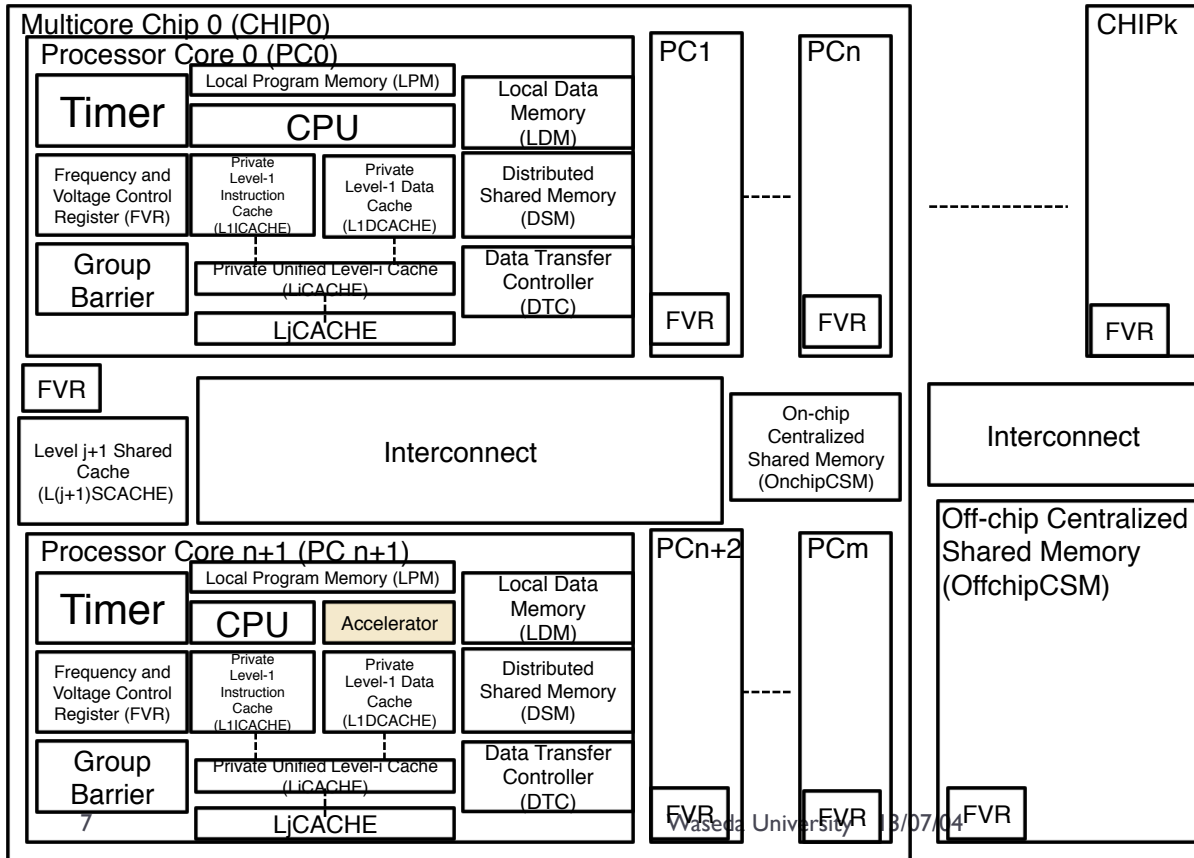 Multicore Chip 0 (CHIP0)
Processor Core 0 (PC0)
Timer
Local Program Memory (LPM)
CPU
Local Data
Memory
(LDM)
Frequency and
Voltage Control
Register (FVR)
Private
Level-1
Instruction
Cache
(L1ICACHE)
Private
Level-1 Data
Cache
(L1DCACHE)
Distributed
Shared Memory
(DSM)
Group
Barrier
Private Unified Level-i Cache
(LiCACHE)
LjCACHE
Data Transfer
Controller
(DTC)
PC1
FVR
PCn
FVR
CHIPk
FVR
FVR
Level j+1 Shared
Cache
(L(j+1)SCACHE)
Interconnect
On-chip
Centralized
Shared Memory
(OnchipCSM)
Interconnect
Processor Core n+1 (PC n+1)
Timer
Local Program Memory (LPM)
CPU
Accelerator
Local Data
Memory
(LDM)
Frequency and
Voltage Control
Register (FVR)
Private
Level-1
Instruction
Cache
(L1ICACHE)
Private
Level-1 Data
Cache
(L1DCACHE)
Distributed
Shared Memory
(DSM)
Group
Barrier
Private Unified Level-i Cache
(LiCACHE)
LjCACHE
Data Transfer
Controller
(DTC)
PCn+2
FVR
PCm
FVR
Off-chip Centralized
Shared Memory
(OffchipCSM)
FVR
7
Waseda University 13/07/04